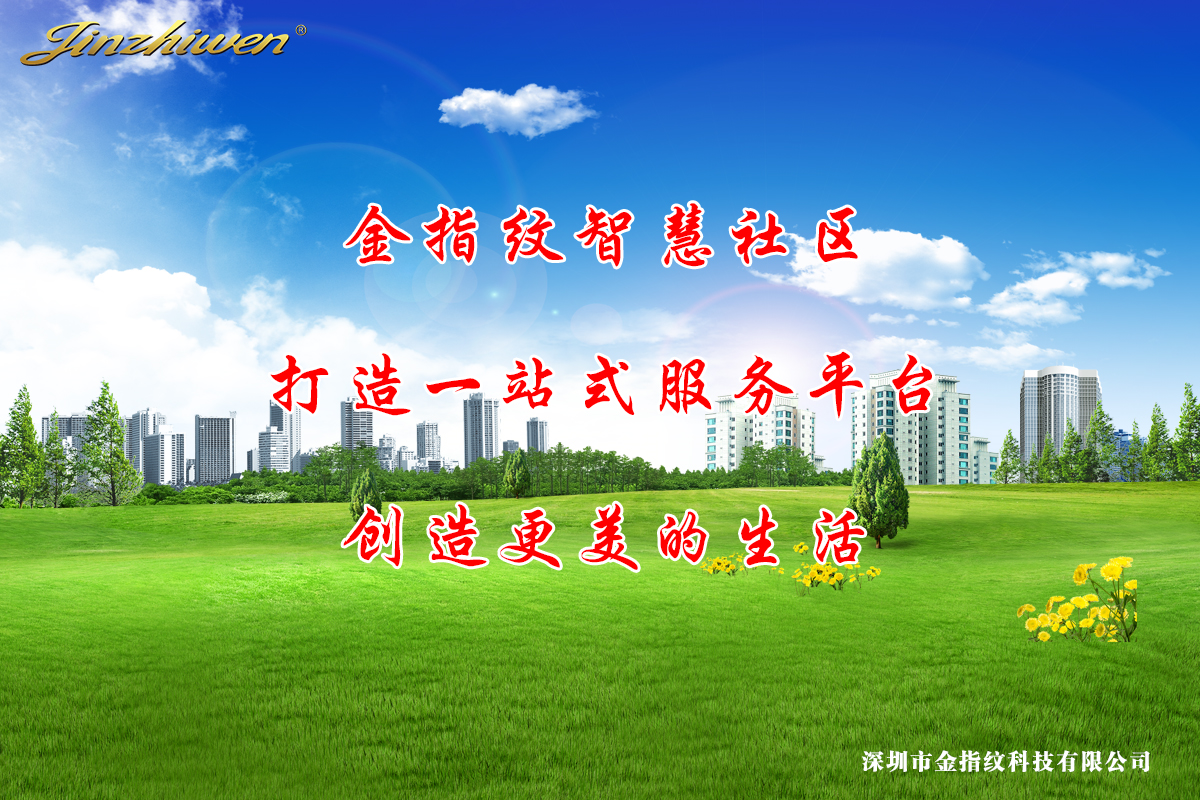 Jinzhiwen®
金指纹智慧社区
打造一站式服务平台
创造更美的生活
深圳市金指纹科技有限公司